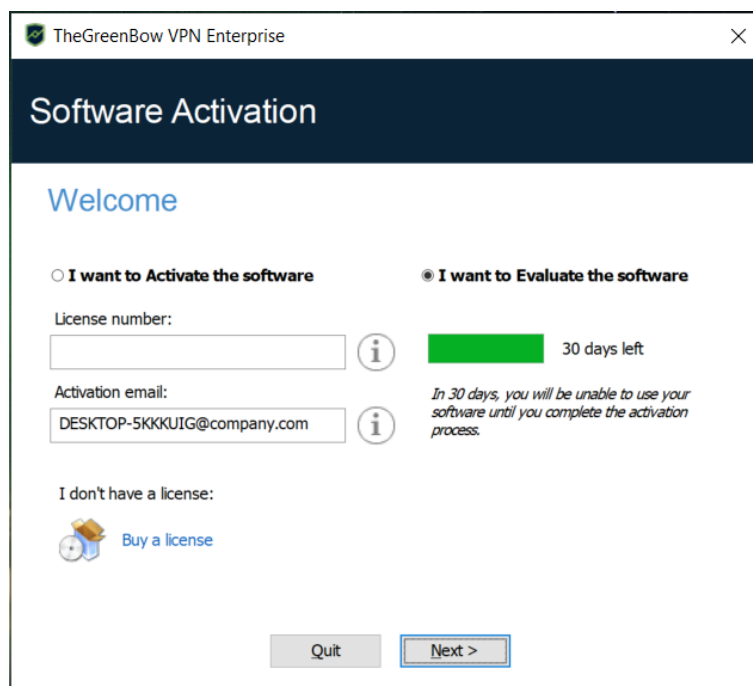 TheGreenBow VPN Enterprise
Software Activation
Welcome
I want to Activate the software
License number:
Activation email:
DESKTOP-5KKKUIG@company.com
I don't have a license:
Buy a license
I want to Evaluate the software
30 days left
In 30 days, you will be unable to use your
software until you complete the activation
process.
Quit
Next >